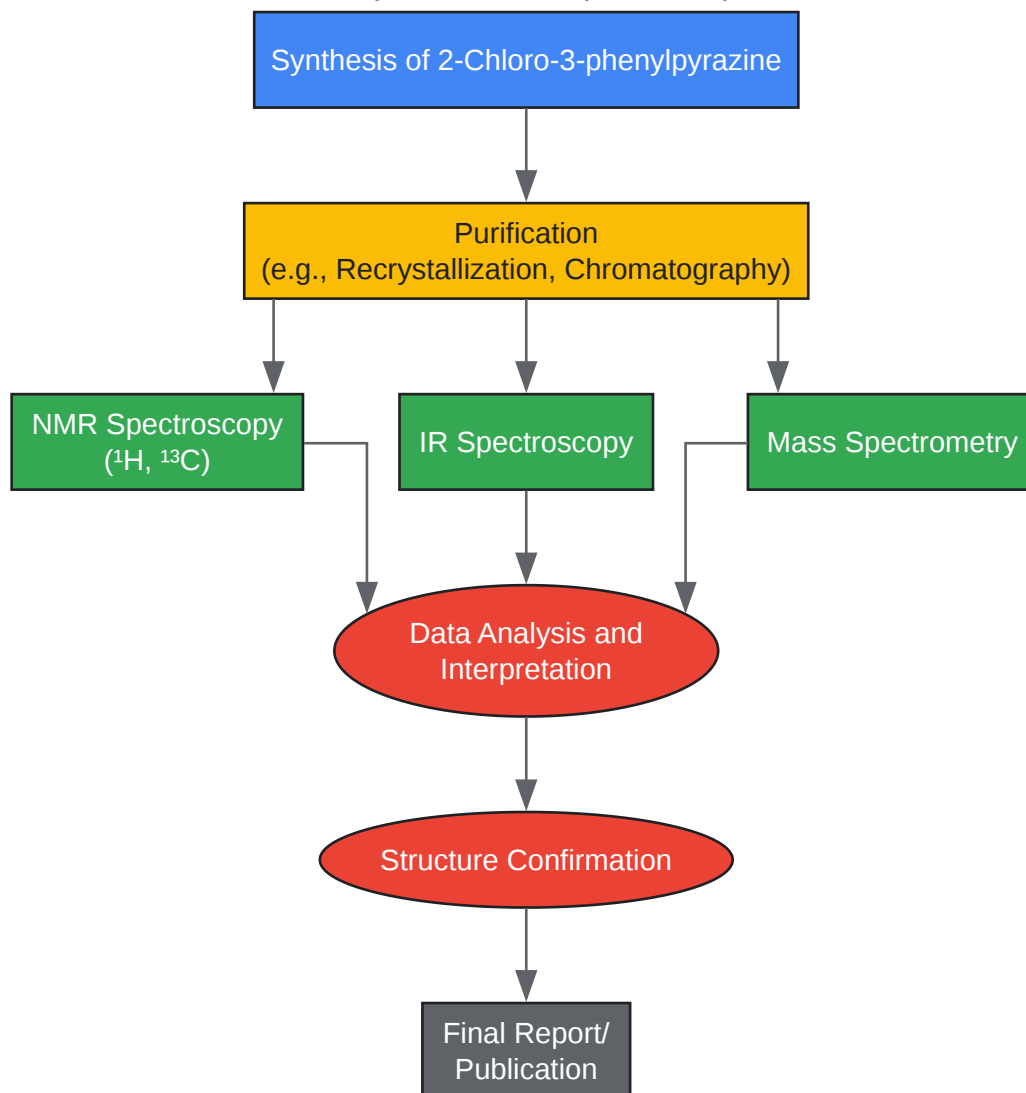 Synthesis of 2-Chloro-3-phenylpyrazine
Purification
(e.g., Recrystallization, Chromatography)
NMR Spectroscopy
(¹H, ¹³C)
IR Spectroscopy
Mass Spectrometry
Data Analysis and
Interpretation
Structure Confirmation
Final Report/
Publication